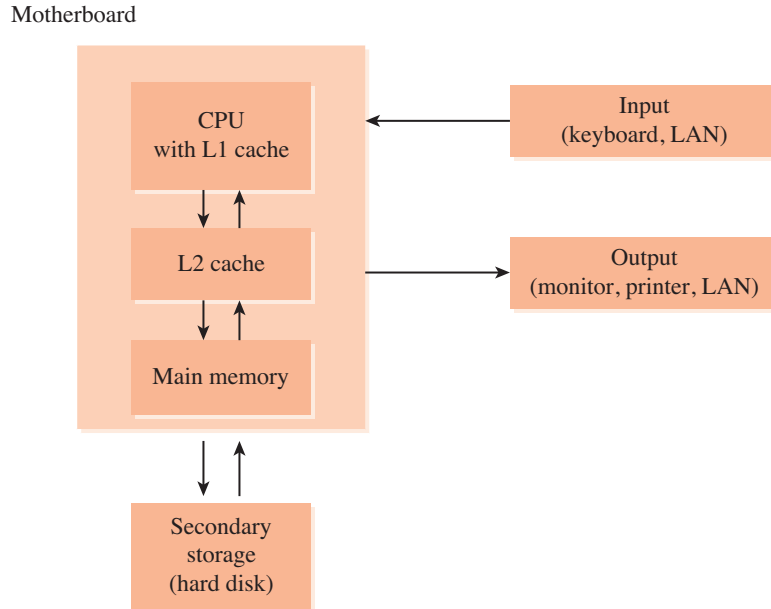 Motherboard
CPU
with L1 cache
L2 cache
Main memory
Secondary
storage
(hard disk)
Input
(keyboard, LAN)
Output
(monitor, printer, LAN)